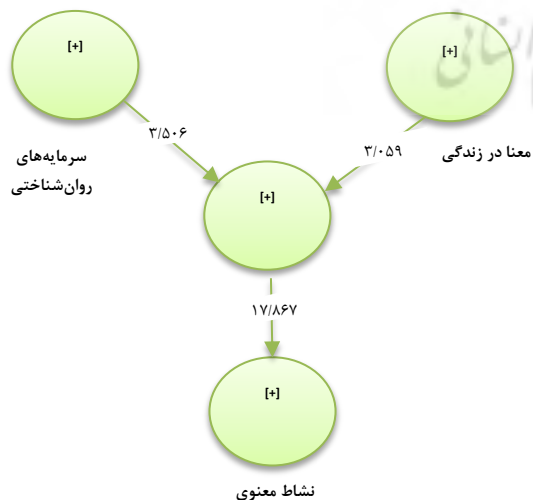 [+]
[+]
۳/۵۰۶
۳/۰۵۹
معنا در زندگی
سرمایه‌های
روان‌شناختی
[+]
۱۷/۸۶۷
[+]
نشاط معنوی